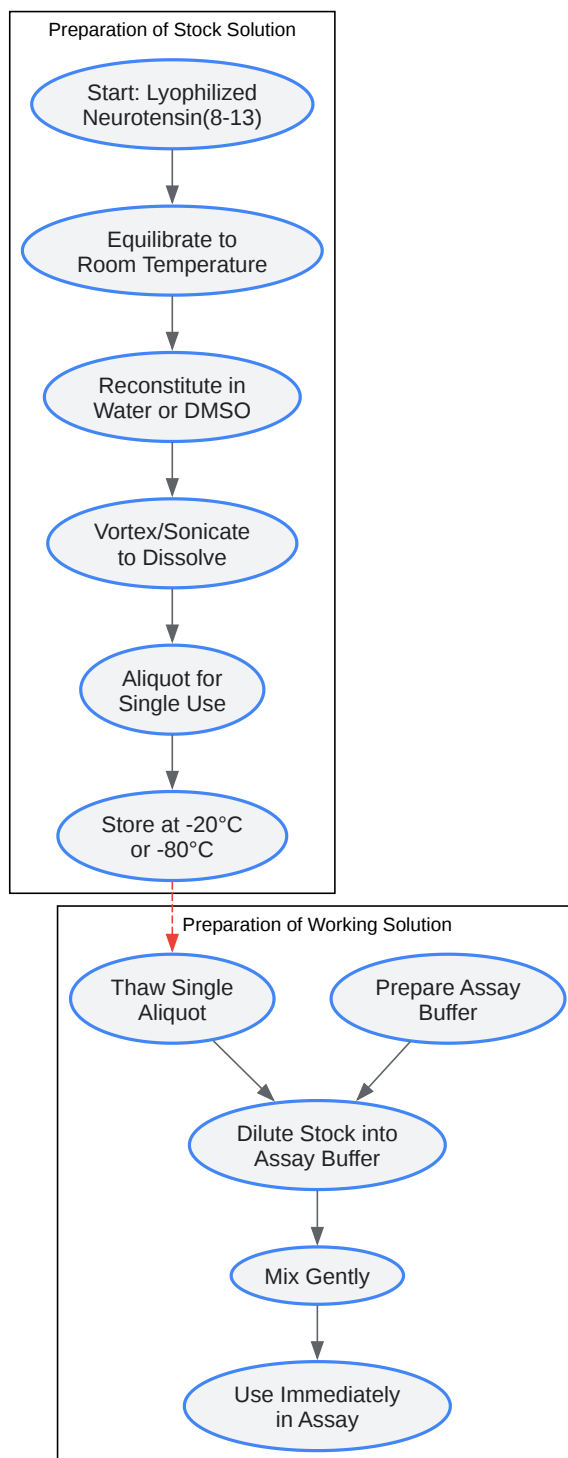 Preparation of Stock Solution
Start: Lyophilized
Neurotensin(8-13)
Equilibrate to
Room Temperature
Reconstitute in
Water or DMSO
Vortex/Sonicate
to Dissolve
Aliquot for
Single Use
Store at -20°C
or -80°C
Preparation of Working Solution
Thaw Single
Aliquot
Prepare Assay
Buffer
Dilute Stock into
Assay Buffer
Mix Gently
Use Immediately
in Assay